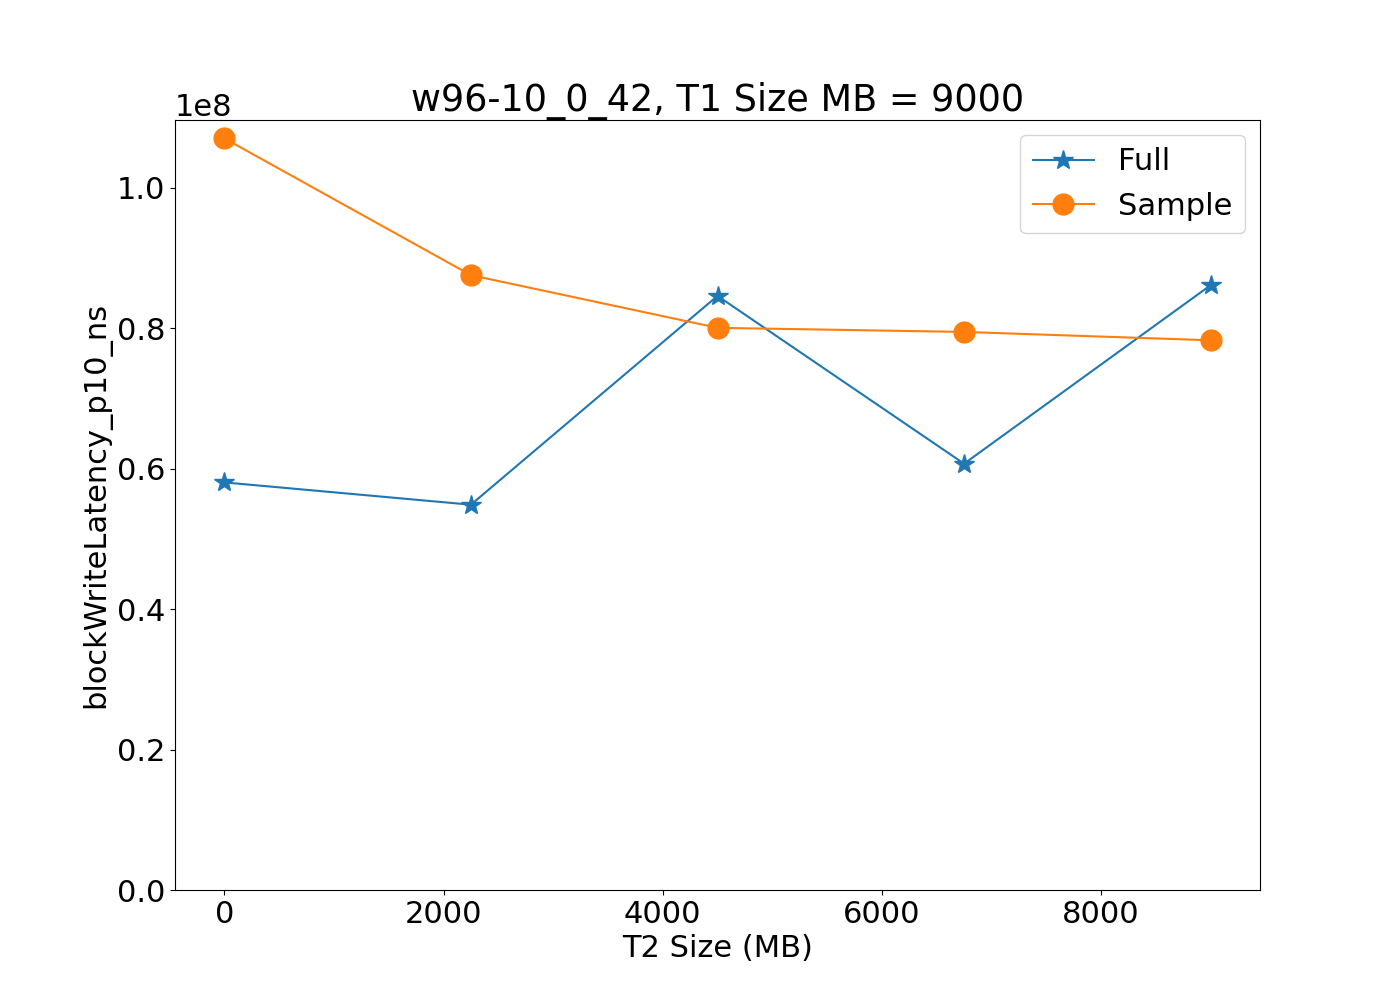 w96-10_0_42, T1 Size MB = 9000
1e8
Full
Sample
1.0
0.8
0.6
0.4
0.2
0.0
blockWriteLatency_p10_ns
0 2000 4000 6000 8000
T2 Size (MB)